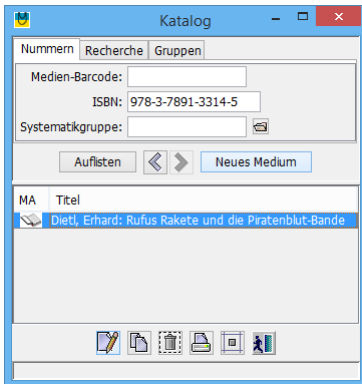 Katalog
Nummern Recherche Gruppen
Medien-Barcode:
ISBN: 978-3-7891-3314-5
Systematikgruppe:
Auflisten Neues Medium
MA Titel
Dietl, Erhard: Rufus Rakete und die Piratenblut-Bande